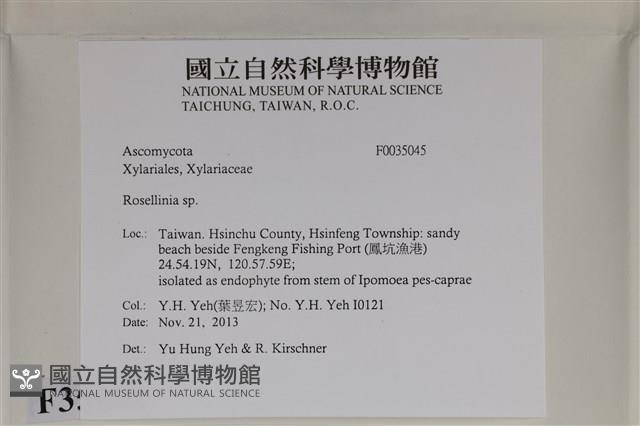 國立自然科學博物館
NATIONAL MUSEUM OF NATURAL SCIENCE
TAICHUNG, TAIWAN, R.O.C.
Ascomycota F0035045
Xylariales, Xylariaceae
Rosellinia sp.
Loc.: Taiwan. Hsinchu County, Hsinfeng Township: sandy
beach beside Fengkeng Fishing Port (鳳坑漁港)
24.54.19N, 120.57.59E;
isolated as endophyte from stem of Ipomoea pes-caprae
Col.: Y.H. Yeh(葉昱宏); No. Y.H. Yeh I0121
Date: Nov. 21, 2013
Det.: Yu Hung Yeh & R. Kirschner
國立自然科學博物館
NATIONAL MUSEUM OF NATURAL SCIENCE